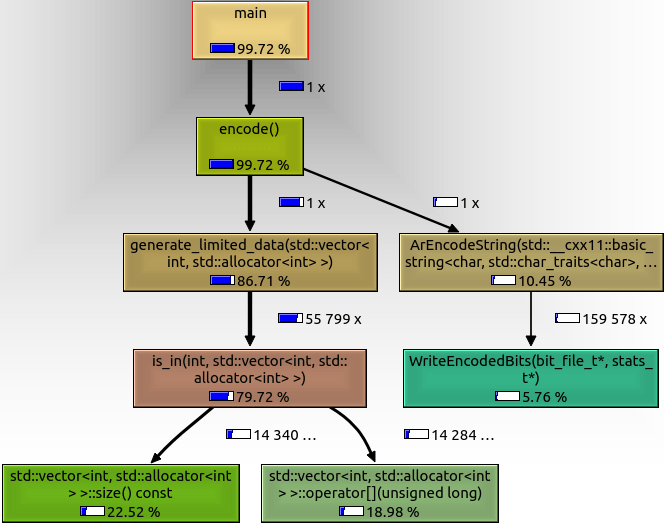 main
99.72 %
1 x
encode()
99.72 %
1 x
1 x
generate_limited_data(std::vector<
int, std::allocator<int> >)
86.71 %
ArEncodeString(std::__cxx11::basic_
string<char, std::char_traits<char>, ...
10.45 %
55 799 x
159 578 x
is_in(int, std::vector<int, std::
allocator<int> >)
79.72 %
WriteEncodedBits(bit_file_t*, stats_
t*)
5.76 %
14 340 ...
14 284 ...
std::vector<int, std::allocator<int
> >::size() const
22.52 %
std::vector<int, std::allocator<int
> >::operator[](unsigned long)
18.98 %